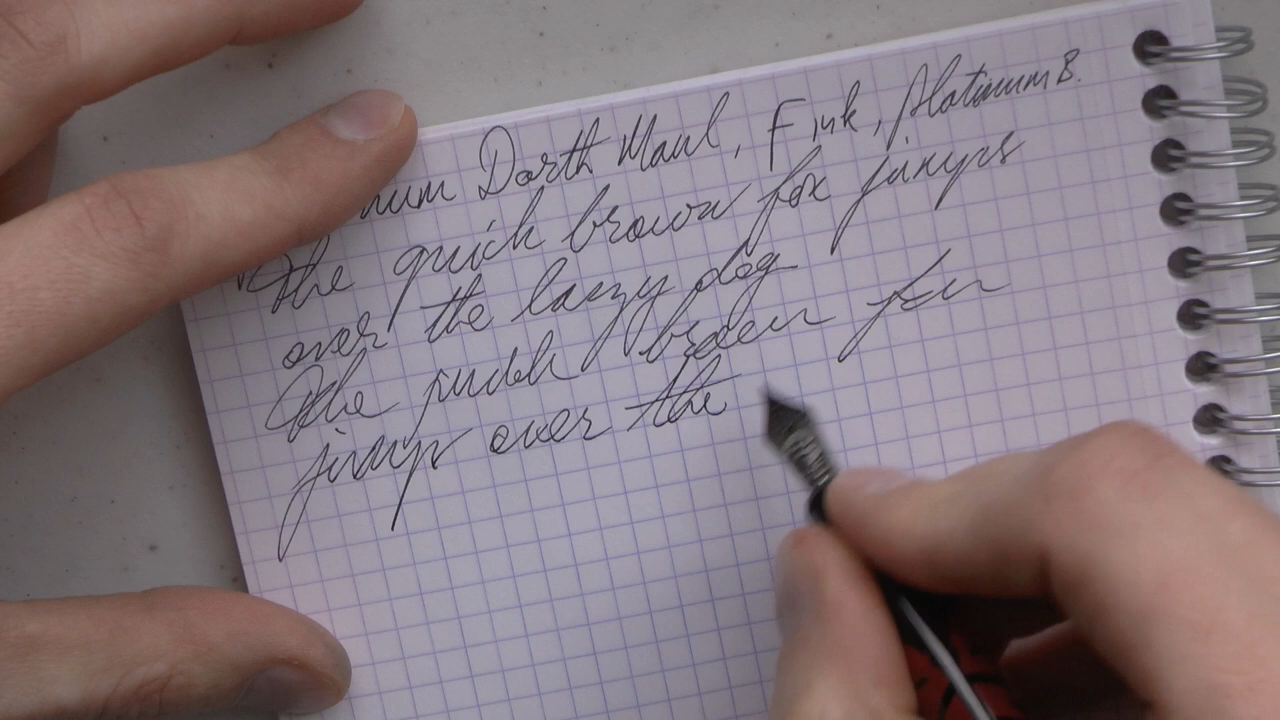 num Darth Maul, F ink, Platinum B.
The quick brown fox jumps
over the lazy dog
The quick brown fox
jump over the